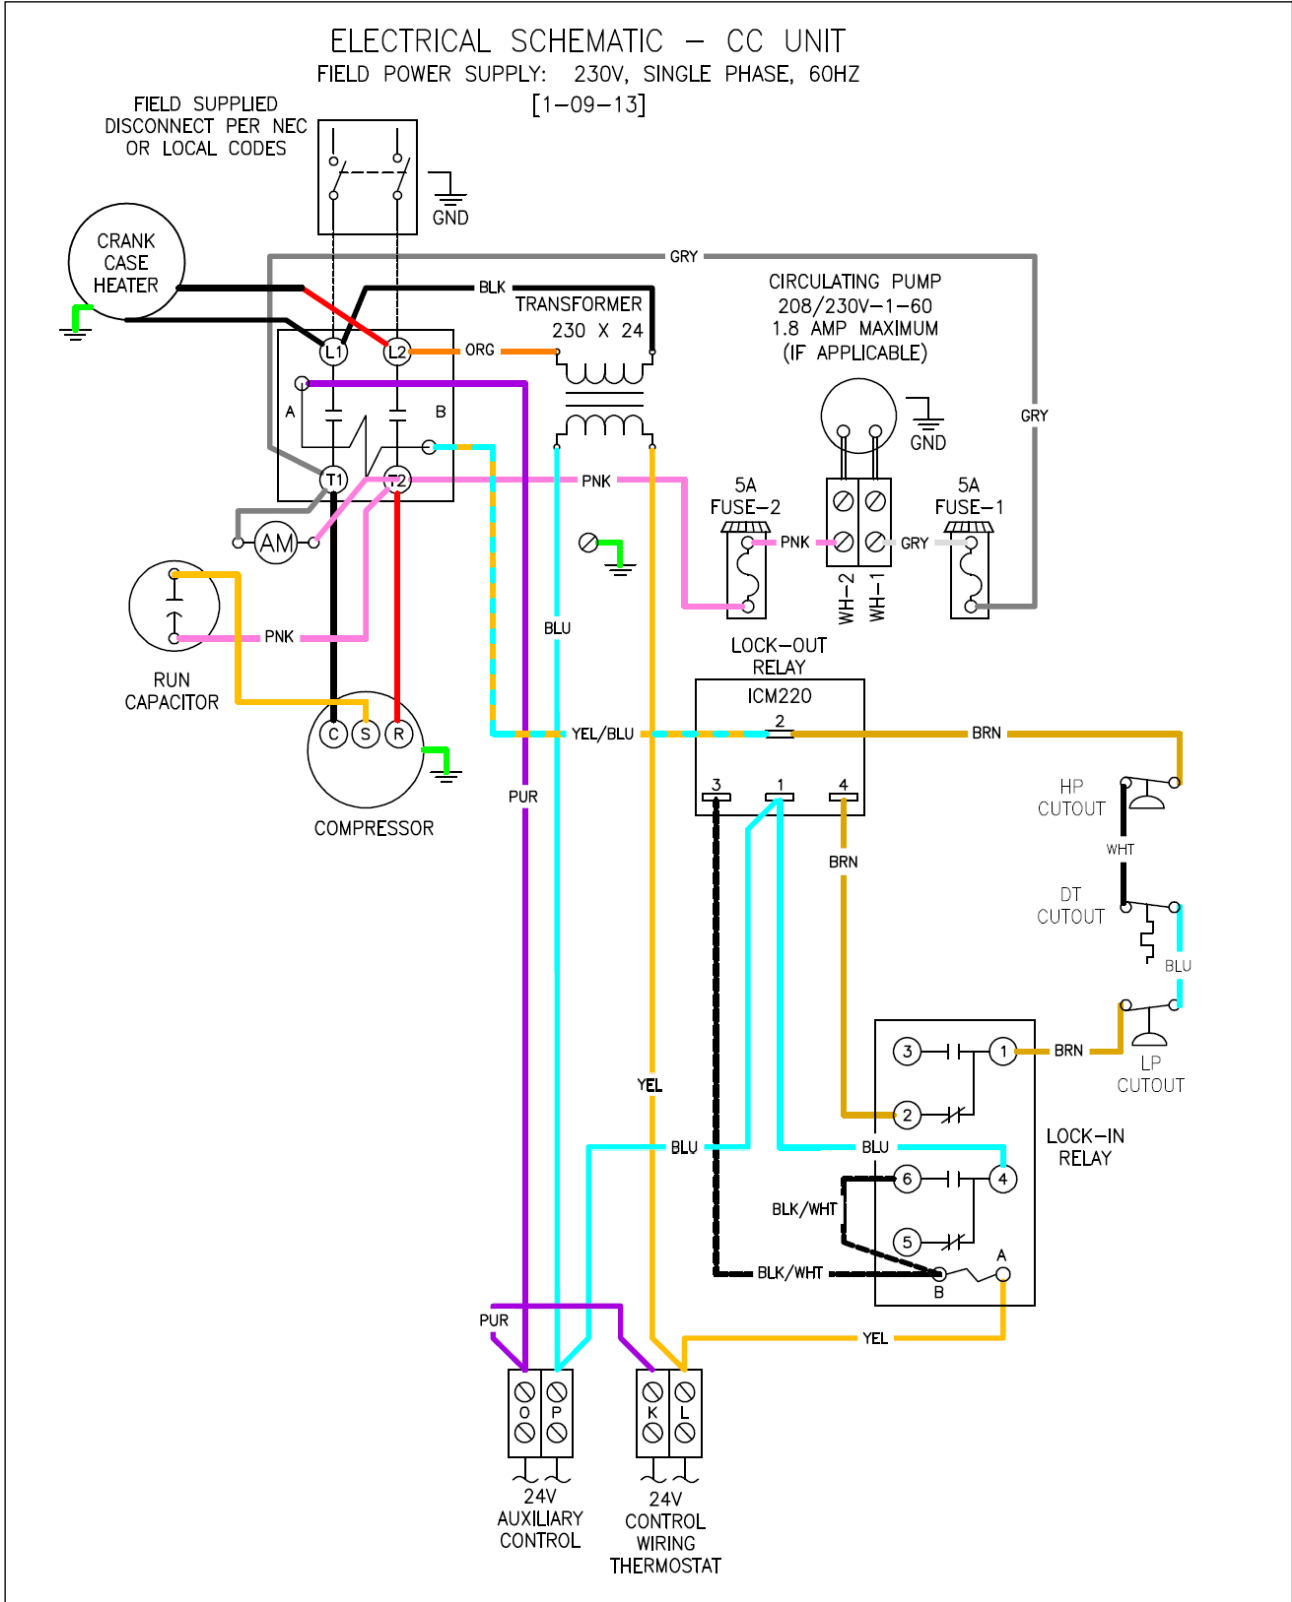 ELECTRICAL SCHEMATIC - CC UNIT
FIELD POWER SUPPLY: 230V, SINGLE PHASE, 60HZ
[1-09-13]
FIELD SUPPLIED
DISCONNECT PER NEC
OR LOCAL CODES
GND
CRANK
CASE
HEATER
GRY
BLK
TRANSFORMER
230 X 24
CIRCULATING PUMP
208/230V-1-60
1.8 AMP MAXIMUM
(IF APPLICABLE)
L1
L2
ORG
A
B
GRY
GND
T1
T2
PNK
5A
FUSE-2
5A
FUSE-1
AM
PNK
GRY
WH-2
WH-1
PNK
BLU
RUN
CAPACITOR
LOCK-OUT
RELAY
ICM220
2
C
S
R
YEL/BLU
BRN
3
1
4
PUR
HP
CUTOUT
COMPRESSOR
BRN
WHT
DT
CUTOUT
BLU
3
1
BRN
LP
CUTOUT
YEL
2
LOCK-IN
RELAY
BLU
BLU
6
4
BLK/WHT
5
A
BLK/WHT
B
PUR
YEL
O
P
K
L
24V
AUXILIARY
CONTROL
24V
CONTROL
WIRING
THERMOSTAT